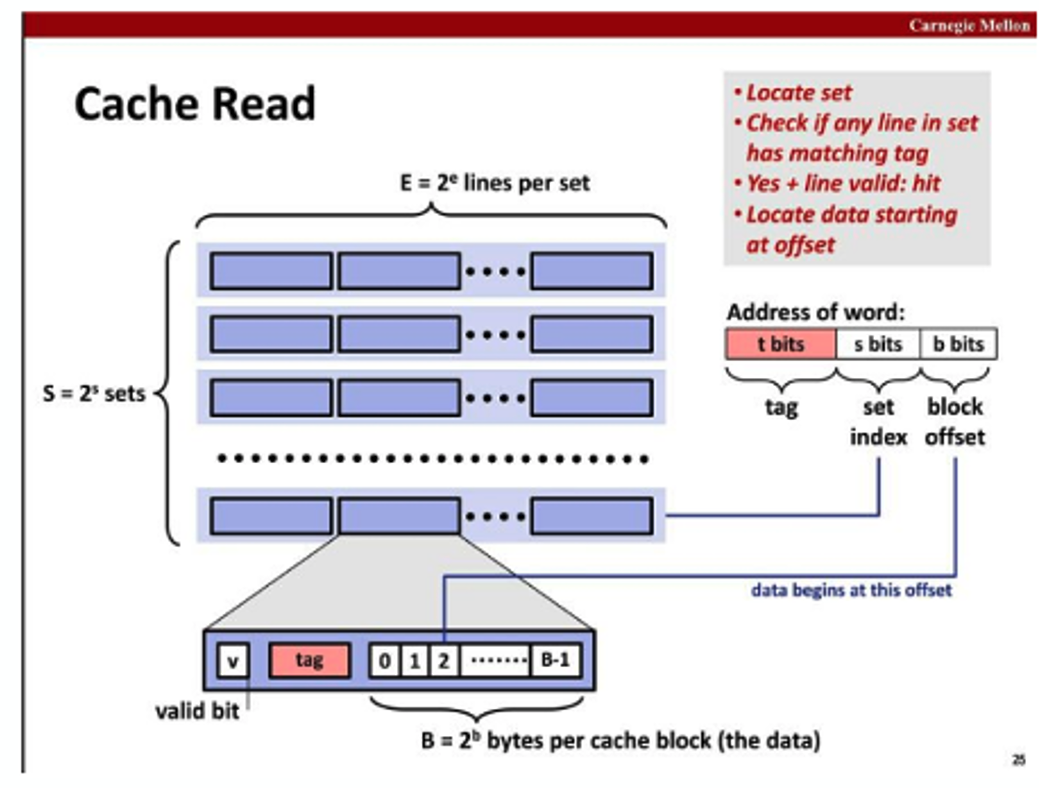 Carnegie Mellon
Cache Read
• Locate set
• Check if any line in set
has matching tag
• Yes + line valid: hit
• Locate data starting
at offset
E = 2ᵉ lines per set
S = 2ˢ sets
Address of word:
t bits s bits b bits
tag set block
index offset
data begins at this offset
v tag 0 1 2 ······· B-1
valid bit
B = 2ᵇ bytes per cache block (the data)
25